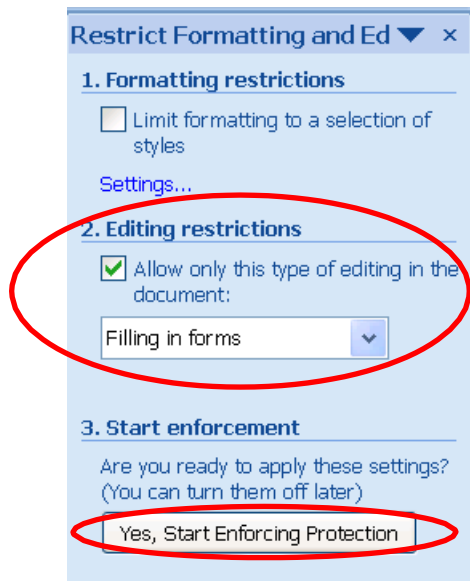 Restrict Formatting and Ed
1. Formatting restrictions
Limit formatting to a selection of
styles
Settings...
2. Editing restrictions
Allow only this type of editing in the
document:
Filling in forms
3. Start enforcement
Are you ready to apply these settings?
(You can turn them off later)
Yes, Start Enforcing Protection